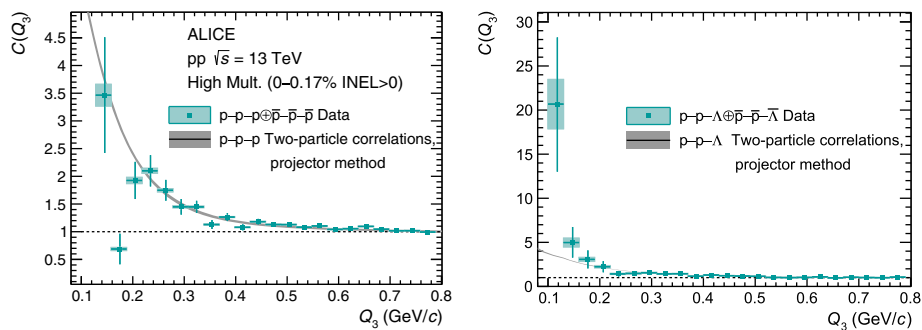 C(Q3)
4.5
4
3.5
3
2.5
2
1.5
1
0.5
ALICE
pp √s = 13 TeV
High Mult. (0–0.17% INEL>0)
p–p–p⊕p̅–p̅–p̅ Data
p–p–p Two-particle correlations,
projector method
0.1 0.2 0.3 0.4 0.5 0.6 0.7 0.8
Q3 (GeV/c)
C(Q3)
30
25
20
15
10
5
0
p–p–Λ⊕p̅–p̅–Λ̅ Data
p–p–Λ Two-particle correlations,
projector method
0.1 0.2 0.3 0.4 0.5 0.6 0.7 0.8
Q3 (GeV/c)